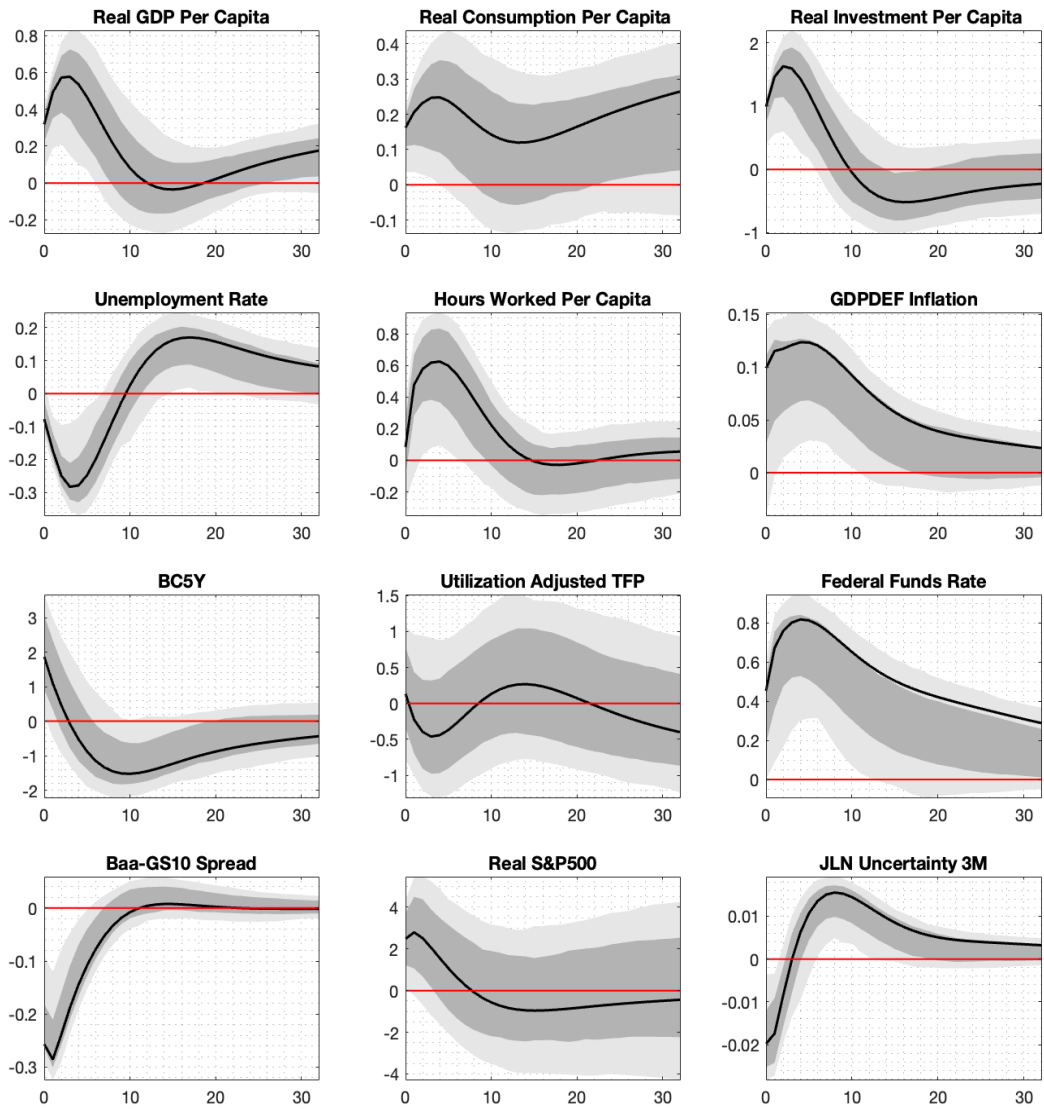 Real GDP Per Capita
0.8
0.6
0.4
0.2
0
-0.2
0 10 20 30
Real Consumption Per Capita
0.4
0.3
0.2
0.1
0
-0.1
0 10 20 30
Real Investment Per Capita
2
1
0
-1
0 10 20 30
Unemployment Rate
0.2
0.1
0
-0.1
-0.2
-0.3
0 10 20 30
Hours Worked Per Capita
0.8
0.6
0.4
0.2
0
-0.2
0 10 20 30
GDPDEF Inflation
0.15
0.1
0.05
0
0 10 20 30
BC5Y
3
2
1
0
-1
-2
0 10 20 30
Utilization Adjusted TFP
1.5
1
0.5
0
-0.5
-1
0 10 20 30
Federal Funds Rate
0.8
0.6
0.4
0.2
0
0 10 20 30
Baa-GS10 Spread
0
-0.1
-0.2
-0.3
0 10 20 30
Real S&P500
4
2
0
-2
-4
0 10 20 30
JLN Uncertainty 3M
0.01
0
-0.01
-0.02
0 10 20 30